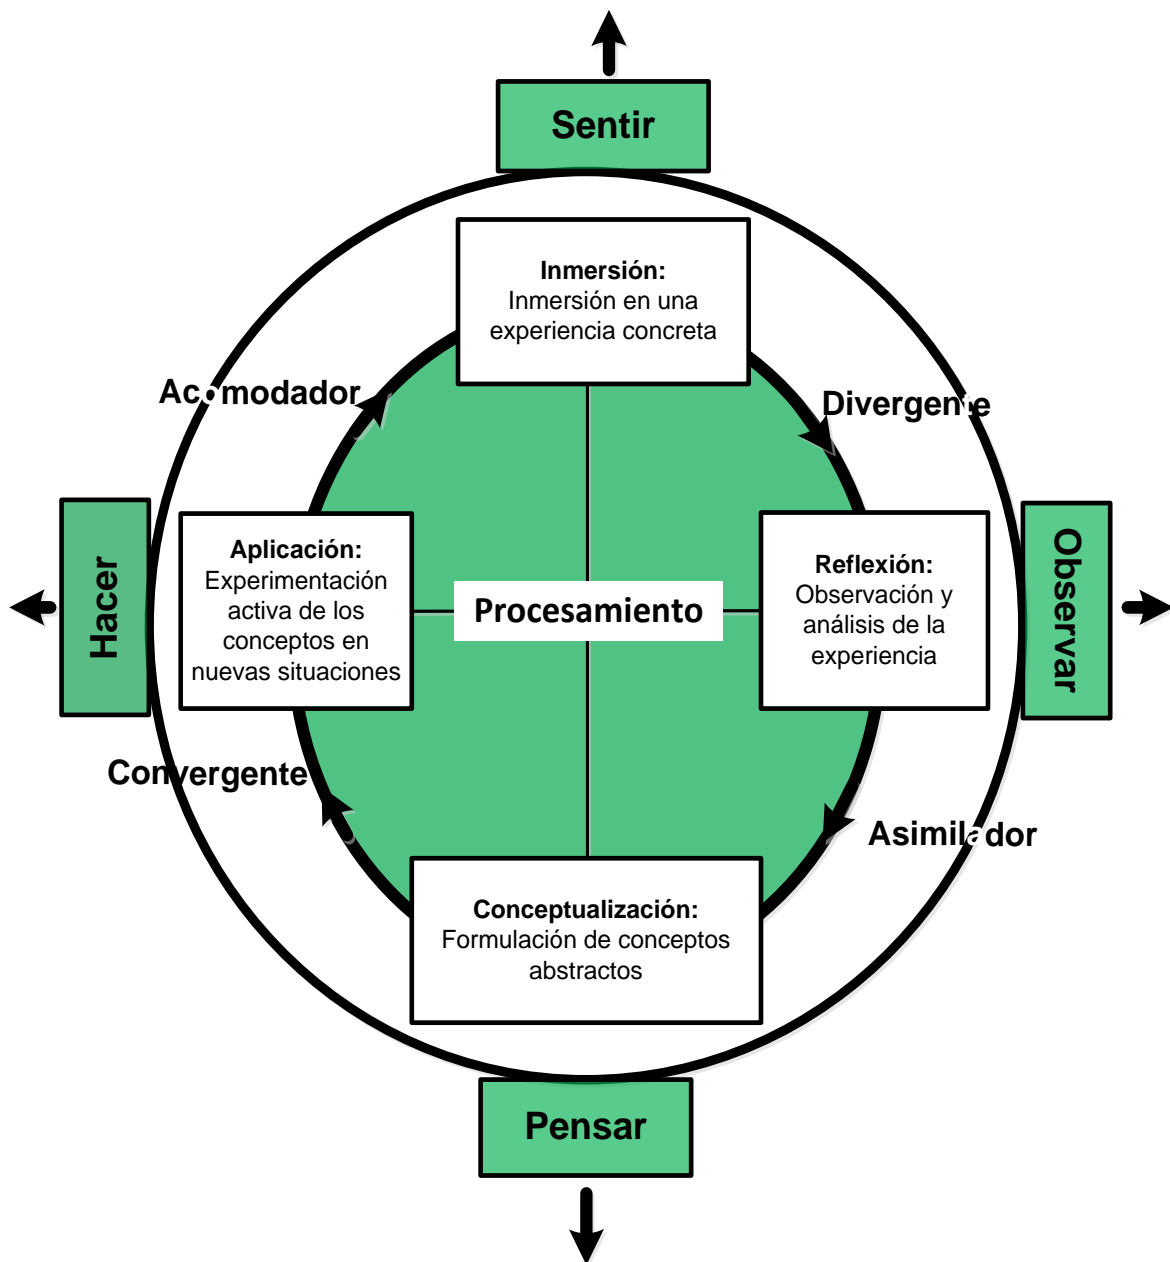 Sentir
Inmersión:
Inmersión en una
experiencia concreta
Acomodador
Divergente
Hacer
Aplicación:
Experimentación
activa de los
conceptos en
nuevas situaciones
Procesamiento
Reflexión:
Observación y
análisis de la
experiencia
Observar
Convergente
Asimilador
Conceptualización:
Formulación de conceptos
abstractos
Pensar